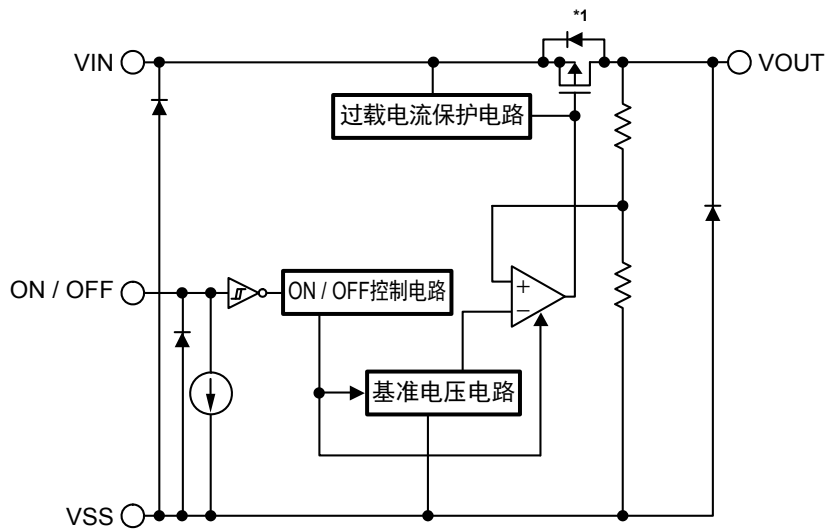 *1
VIN
VOUT
过载电流保护电路
ON / OFF
ON / OFF控制电路
+
−
基准电压电路
VSS